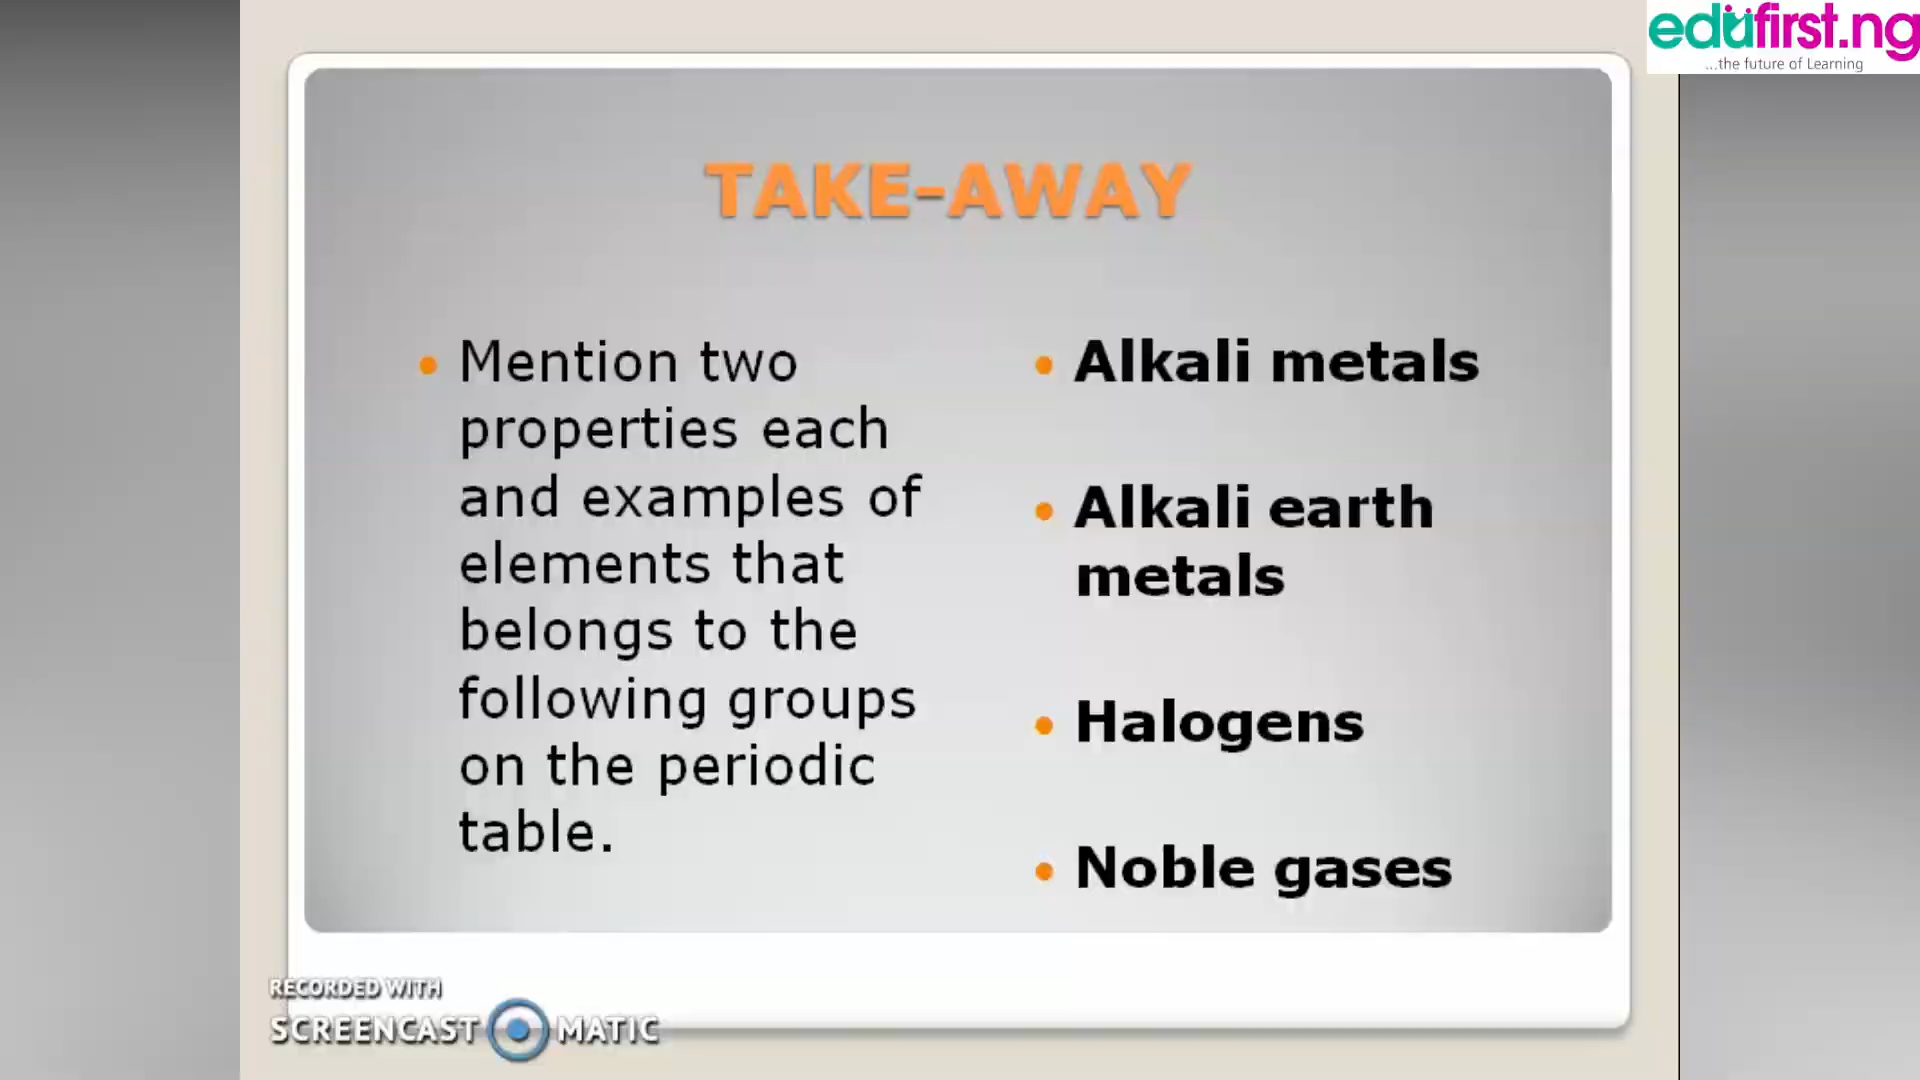 edufirst.ng
...the future of Learning
TAKE-AWAY
• Mention two
properties each
and examples of
elements that
belongs to the
following groups
on the periodic
table.
• Alkali metals
• Alkali earth
metals
• Halogens
• Noble gases
RECORDED WITH
SCREENCAST MATIC